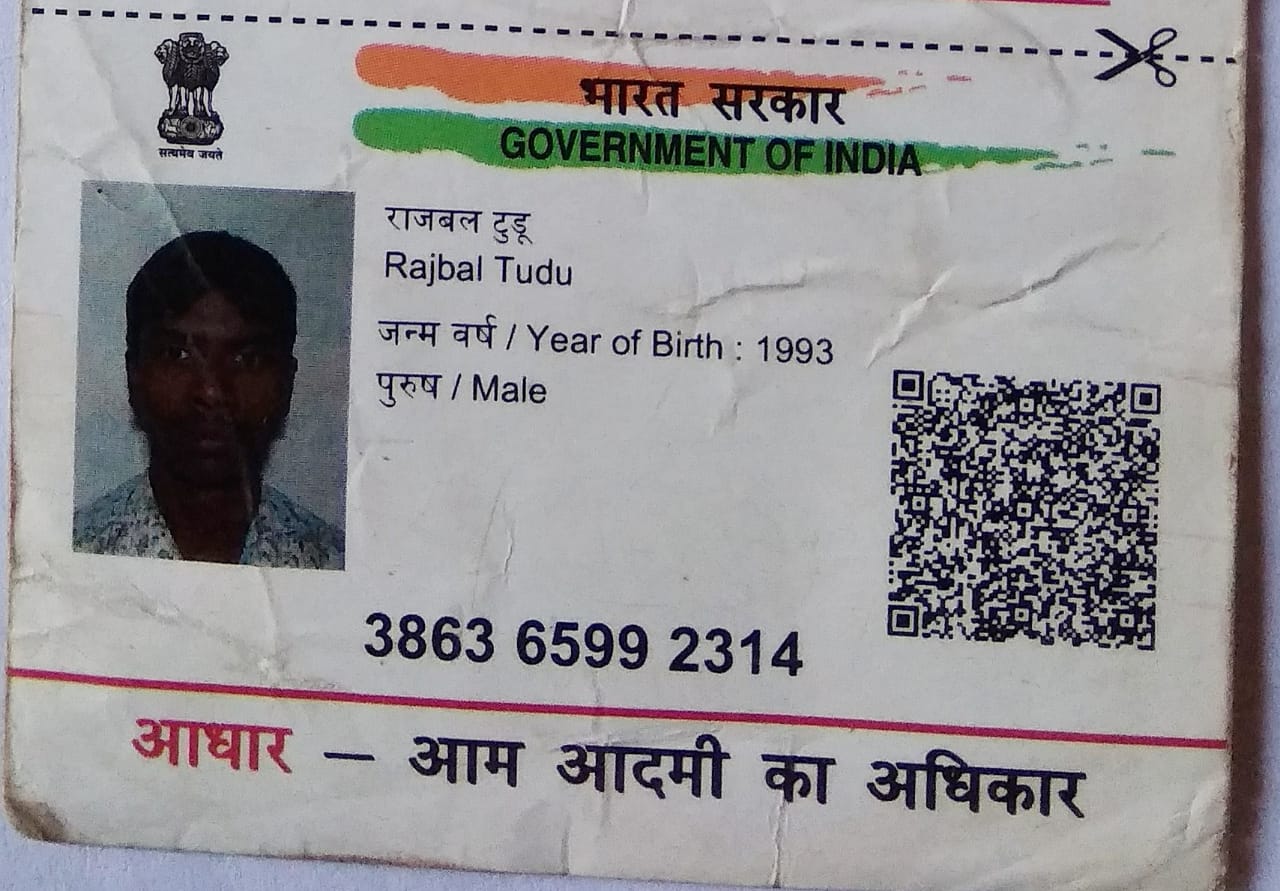 सत्यमेव जयते
भारत सरकार
GOVERNMENT OF INDIA
राजबल टुडू
Rajbal Tudu
जन्म वर्ष / Year of Birth : 1993
पुरुष / Male
3863 6599 2314
आधार – आम आदमी का अधिकार